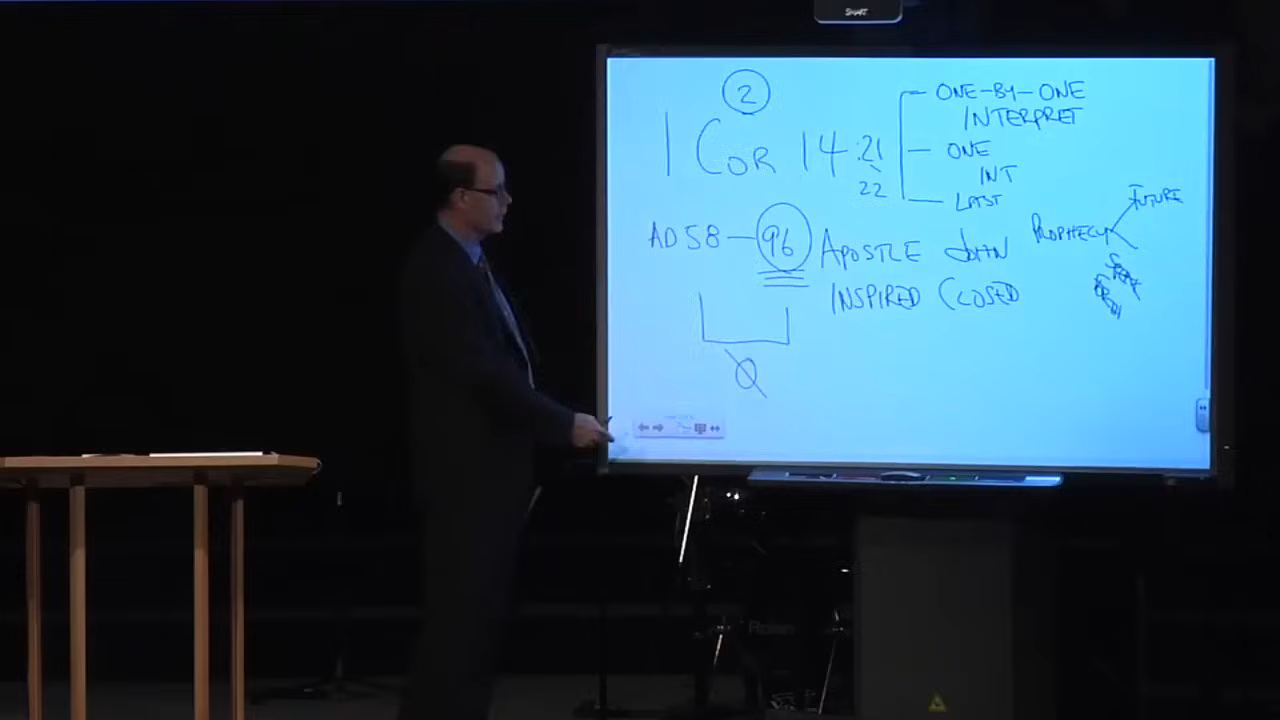 SMART
2
1 COR 14:21
22
ONE-BY-ONE
INTERPRET
ONE
INT
LAST
AD 58 — 96 APOSTLE JOHN
INSPIRED CLOSED
PROPHECY
FUTURE
Ø